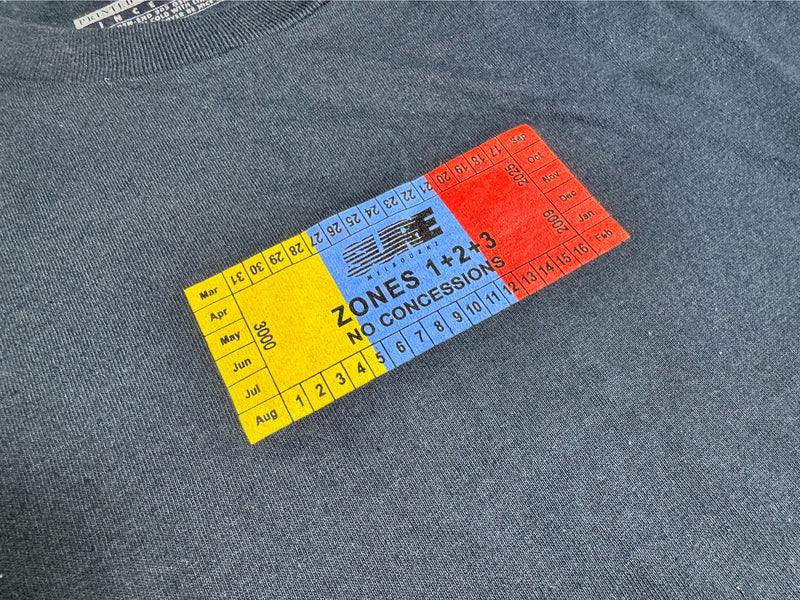 PRINTED
INCE
Mar 31 30 29 28 27 26 25 24 23 22 21 20 19 18 17 Sep
Apr
May
Jun
Jul
Aug 1 2 3 4 5 6 7 8 9 10 11 12 13 14 15 16 Feb
3000
MELBOURNE
ZONES 1+2+3
NO CONCESSIONS
2025
2009
Oct
Nov
Dec
Jan